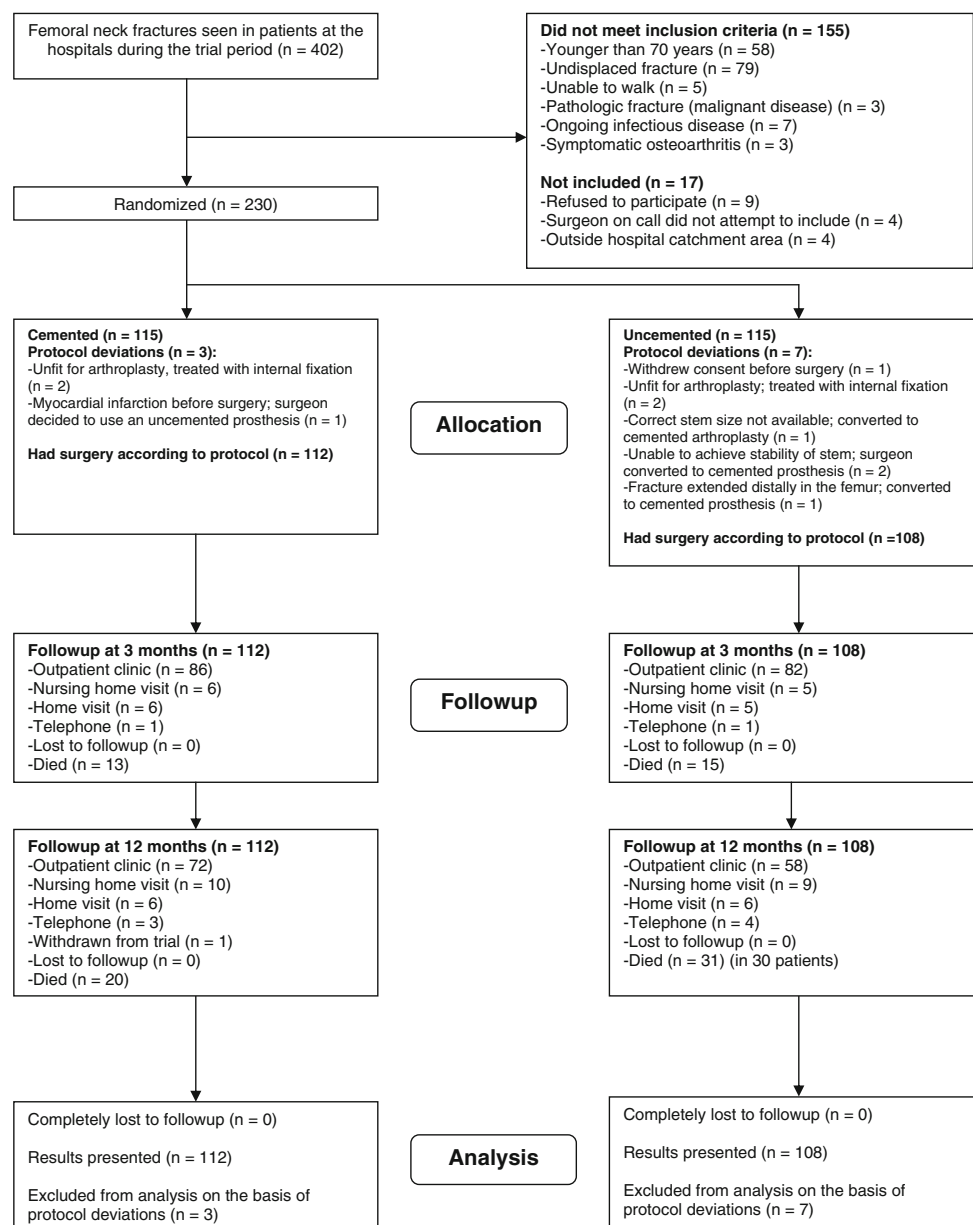 Femoral neck fractures seen in patients at the
hospitals during the trial period (n = 402)
Did not meet inclusion criteria (n = 155)
-Younger than 70 years (n = 58)
-Undisplaced fracture (n = 79)
-Unable to walk (n = 5)
-Pathologic fracture (malignant disease) (n = 3)
-Ongoing infectious disease (n = 7)
-Symptomatic osteoarthritis (n = 3)
Not included (n = 17)
-Refused to participate (n = 9)
-Surgeon on call did not attempt to include (n = 4)
-Outside hospital catchment area (n = 4)
Randomized (n = 230)
Cemented (n = 115)
Protocol deviations (n = 3):
-Unfit for arthroplasty, treated with internal fixation
(n = 2)
-Myocardial infarction before surgery; surgeon
decided to use an uncemented prosthesis (n = 1)
Had surgery according to protocol (n = 112)
Allocation
Uncemented (n = 115)
Protocol deviations (n = 7):
-Withdrew consent before surgery (n = 1)
-Unfit for arthroplasty; treated with internal fixation
(n = 2)
-Correct stem size not available; converted to
cemented arthroplasty (n = 1)
-Unable to achieve stability of stem; surgeon
converted to cemented prosthesis (n = 2)
-Fracture extended distally in the femur; converted
to cemented prosthesis (n = 1)
Had surgery according to protocol (n =108)
Followup at 3 months (n = 112)
-Outpatient clinic (n = 86)
-Nursing home visit (n = 6)
-Home visit (n = 6)
-Telephone (n = 1)
-Lost to followup (n = 0)
-Died (n = 13)
Followup
Followup at 3 months (n = 108)
-Outpatient clinic (n = 82)
-Nursing home visit (n = 5)
-Home visit (n = 5)
-Telephone (n = 1)
-Lost to followup (n = 0)
-Died (n = 15)
Followup at 12 months (n = 112)
-Outpatient clinic (n = 72)
-Nursing home visit (n = 10)
-Home visit (n = 6)
-Telephone (n = 3)
-Withdrawn from trial (n = 1)
-Lost to followup (n = 0)
-Died (n = 20)
Followup at 12 months (n = 108)
-Outpatient clinic (n = 58)
-Nursing home visit (n = 9)
-Home visit (n = 6)
-Telephone (n = 4)
-Lost to followup (n = 0)
-Died (n = 31) (in 30 patients)
Completely lost to followup (n = 0)
Results presented (n = 112)
Excluded from analysis on the basis of
protocol deviations (n = 3)
Analysis
Completely lost to followup (n = 0)
Results presented (n = 108)
Excluded from analysis on the basis of
protocol deviations (n = 7)